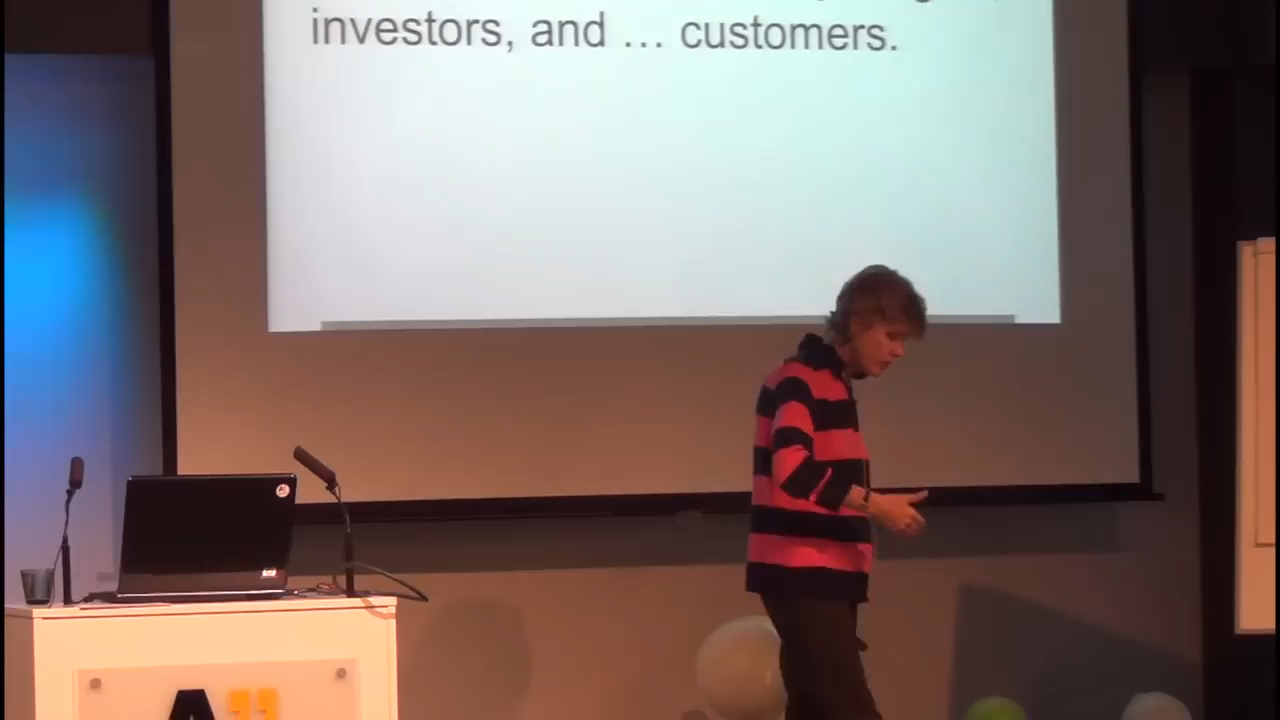 investors, and … customers.
A"